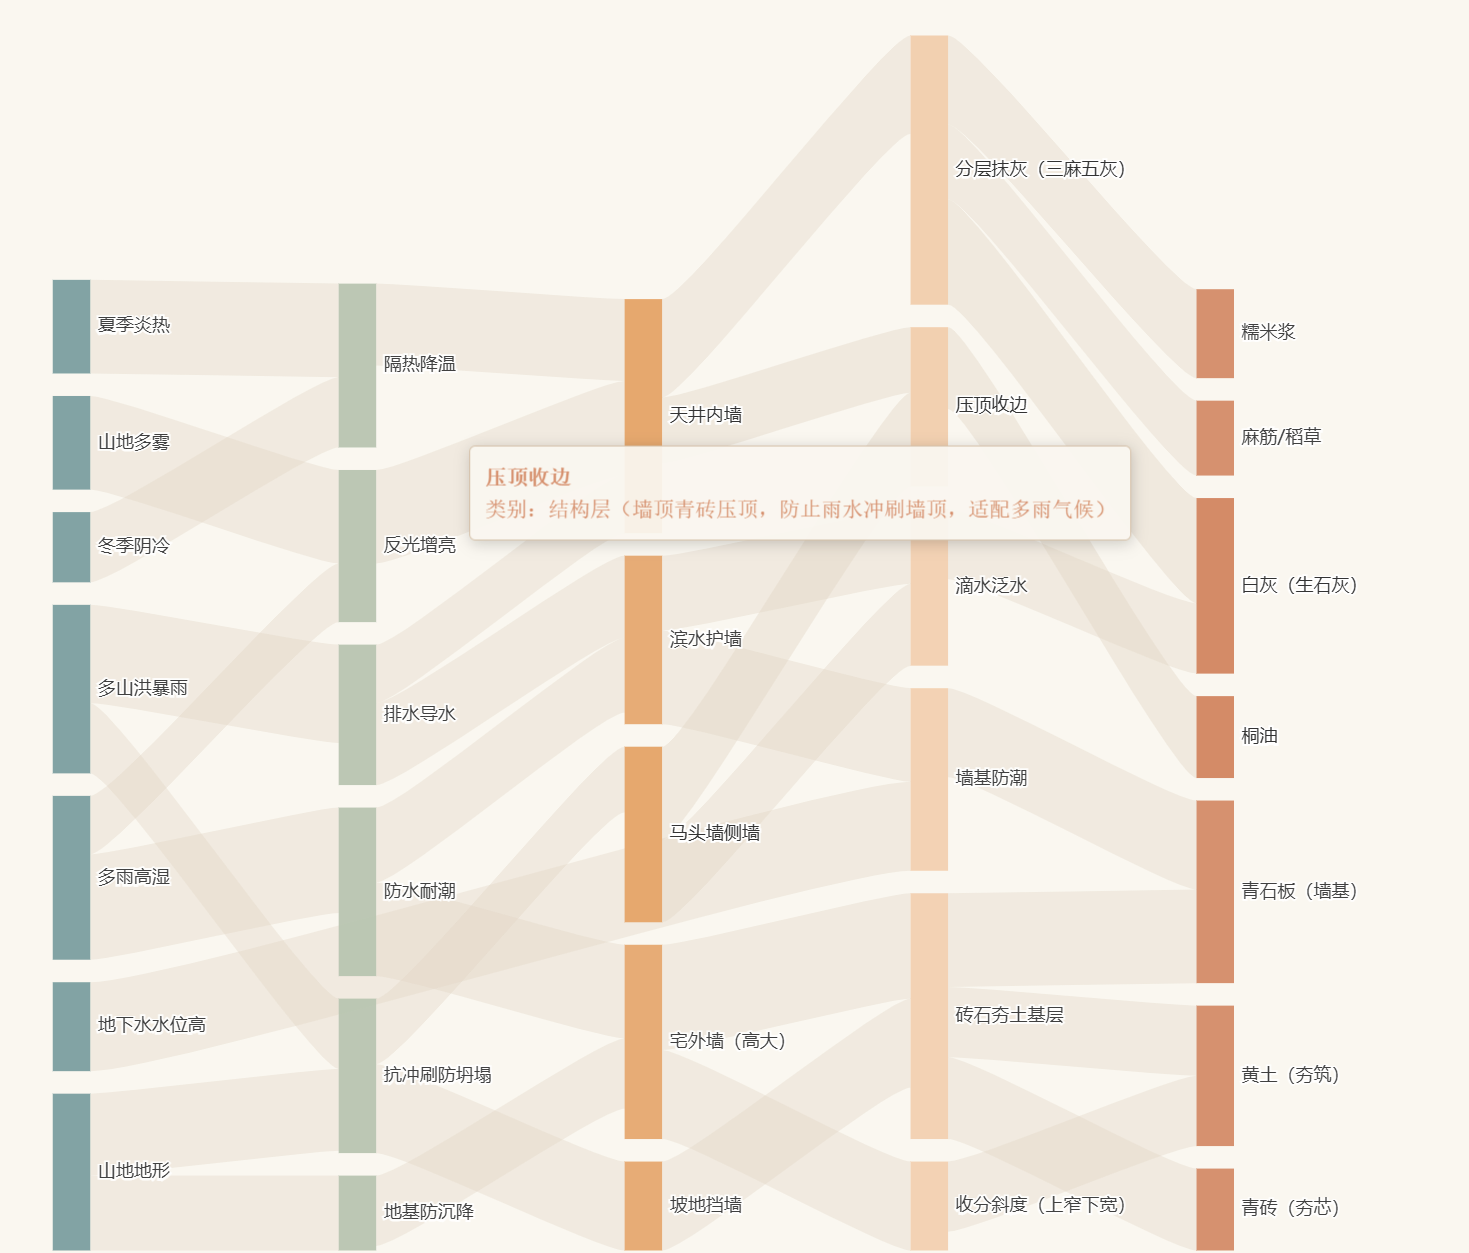 夏季炎热
山地多雾
冬季阴冷
多山洪暴雨
多雨高湿
地下水水位高
山地地形
隔热降温
反光增亮
排水导水
防水耐潮
抗冲刷防坍塌
地基防沉降
天井内墙
滨水护墙
马头墙侧墙
宅外墙（高大）
坡地挡墙
压顶收边
类别：结构层（墙顶青砖压顶，防止雨水冲刷墙顶，适配多雨气候）
分层抹灰（三麻五灰）
压顶收边
滴水泛水
墙基防潮
砖石夯土基层
收分斜度（上窄下宽）
糯米浆
麻筋/稻草
白灰（生石灰）
桐油
青石板（墙基）
黄土（夯筑）
青砖（夯芯）